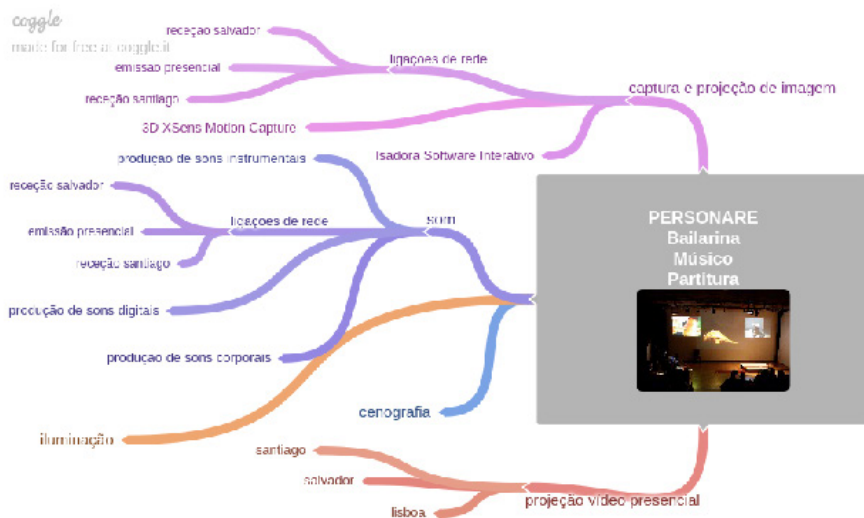 coggle
made for free at coggle.it
receção salvador
emissão presencial
receção santiago
ligações de rede
3D XSens Motion Capture
Isadora Software Interativo
captura e projeção de imagem
produção de sons instrumentais
receção salvador
emissão presencial
receção santiago
ligações de rede
som
produção de sons digitais
produção de sons corporais
iluminação
cenografia
PERSONARE
Bailarina
Músico
Partitura
santiago
salvador
lisboa
projeção vídeo presencial